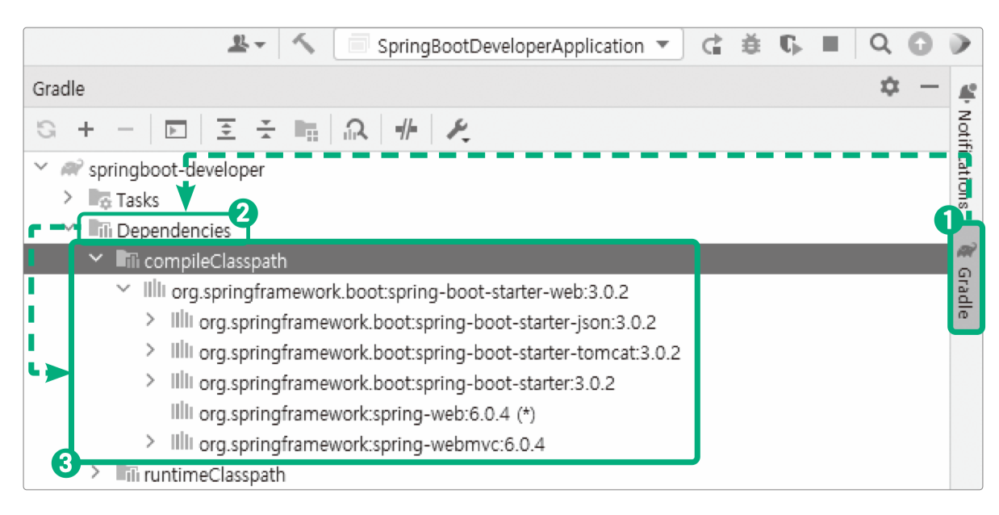 SpringBootDeveloperApplication
Gradle
Notifications
springboot-developer
Tasks
2
1
Dependencies
compileClasspath
Gradle
org.springframework.boot:spring-boot-starter-web:3.0.2
org.springframework.boot:spring-boot-starter-json:3.0.2
org.springframework.boot:spring-boot-starter-tomcat:3.0.2
org.springframework.boot:spring-boot-starter:3.0.2
org.springframework:spring-web:6.0.4 (*)
org.springframework:spring-webmvc:6.0.4
3
runtimeClasspath